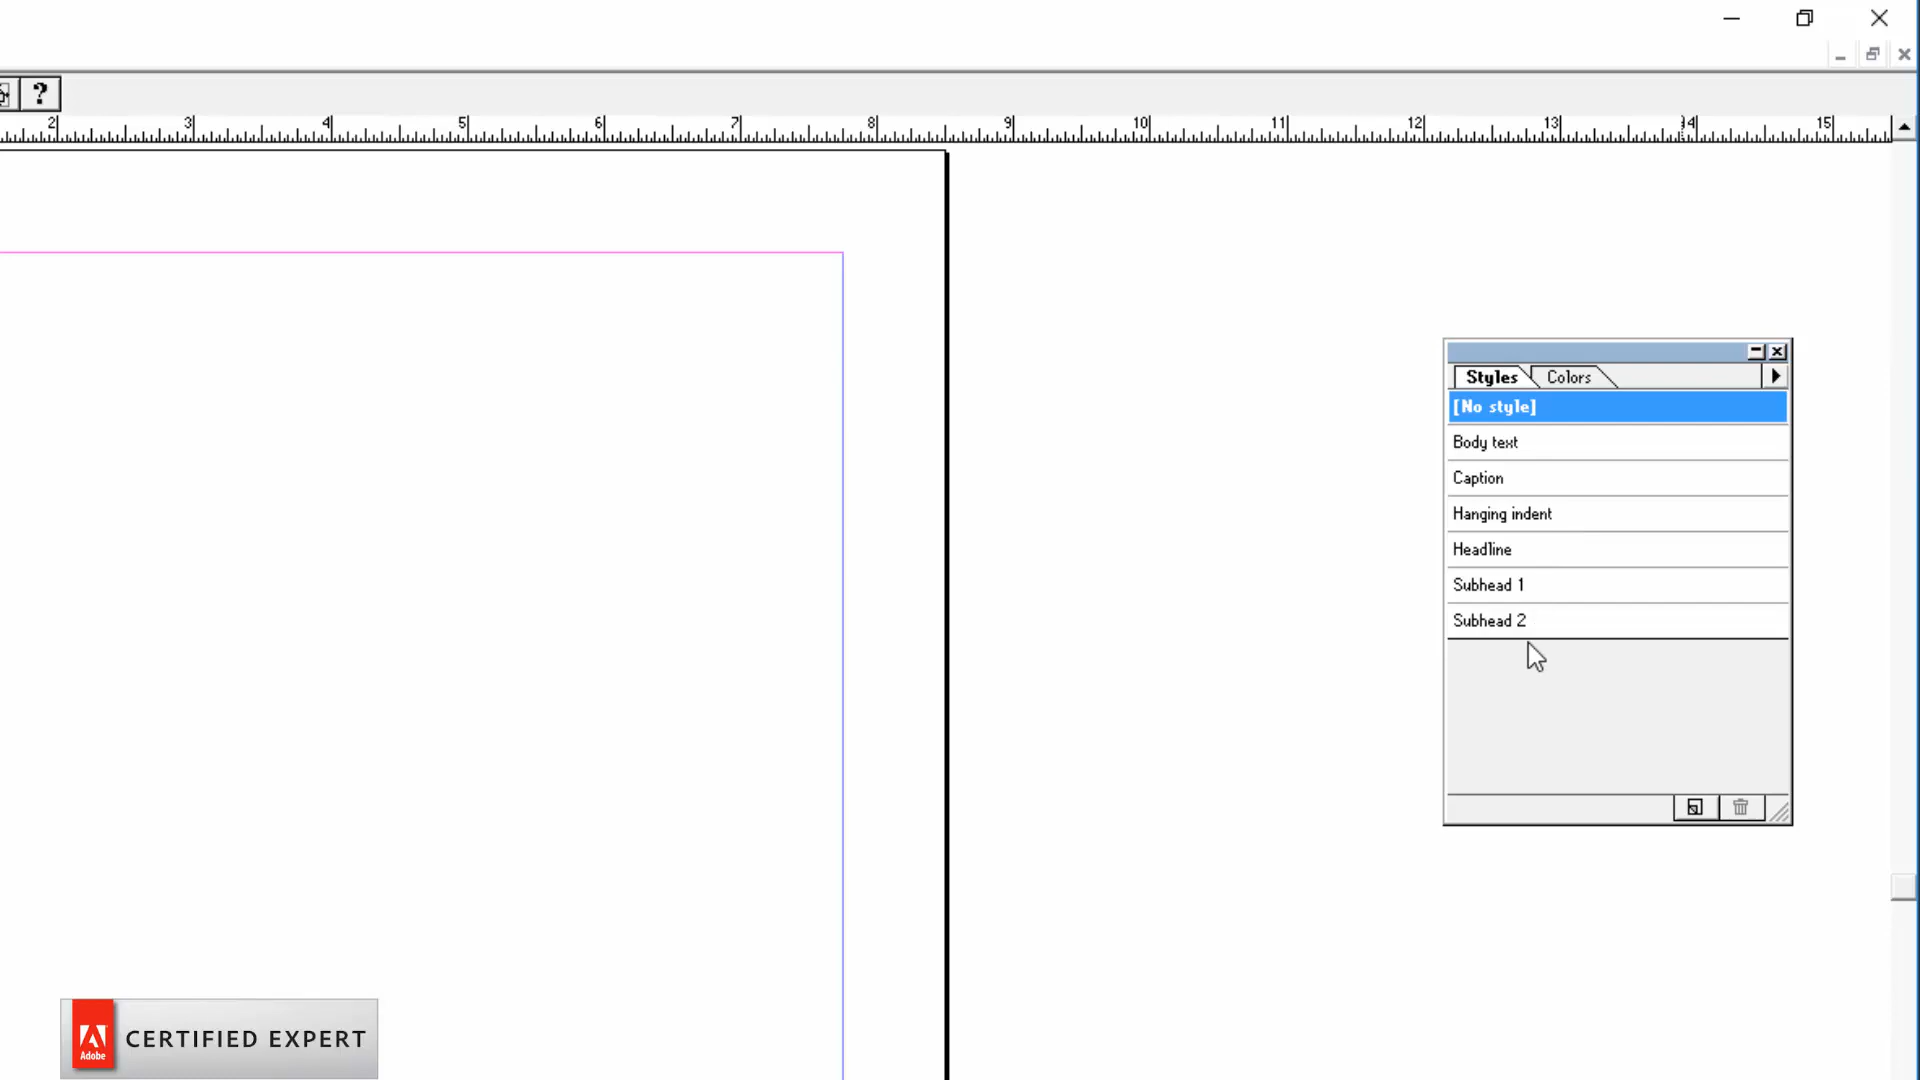 ?
2 3 4 5 6 7 8 9 10 11 12 13 14 15
Styles Colors
[No style]
Body text
Caption
Hanging indent
Headline
Subhead 1
Subhead 2
Adobe
CERTIFIED EXPERT